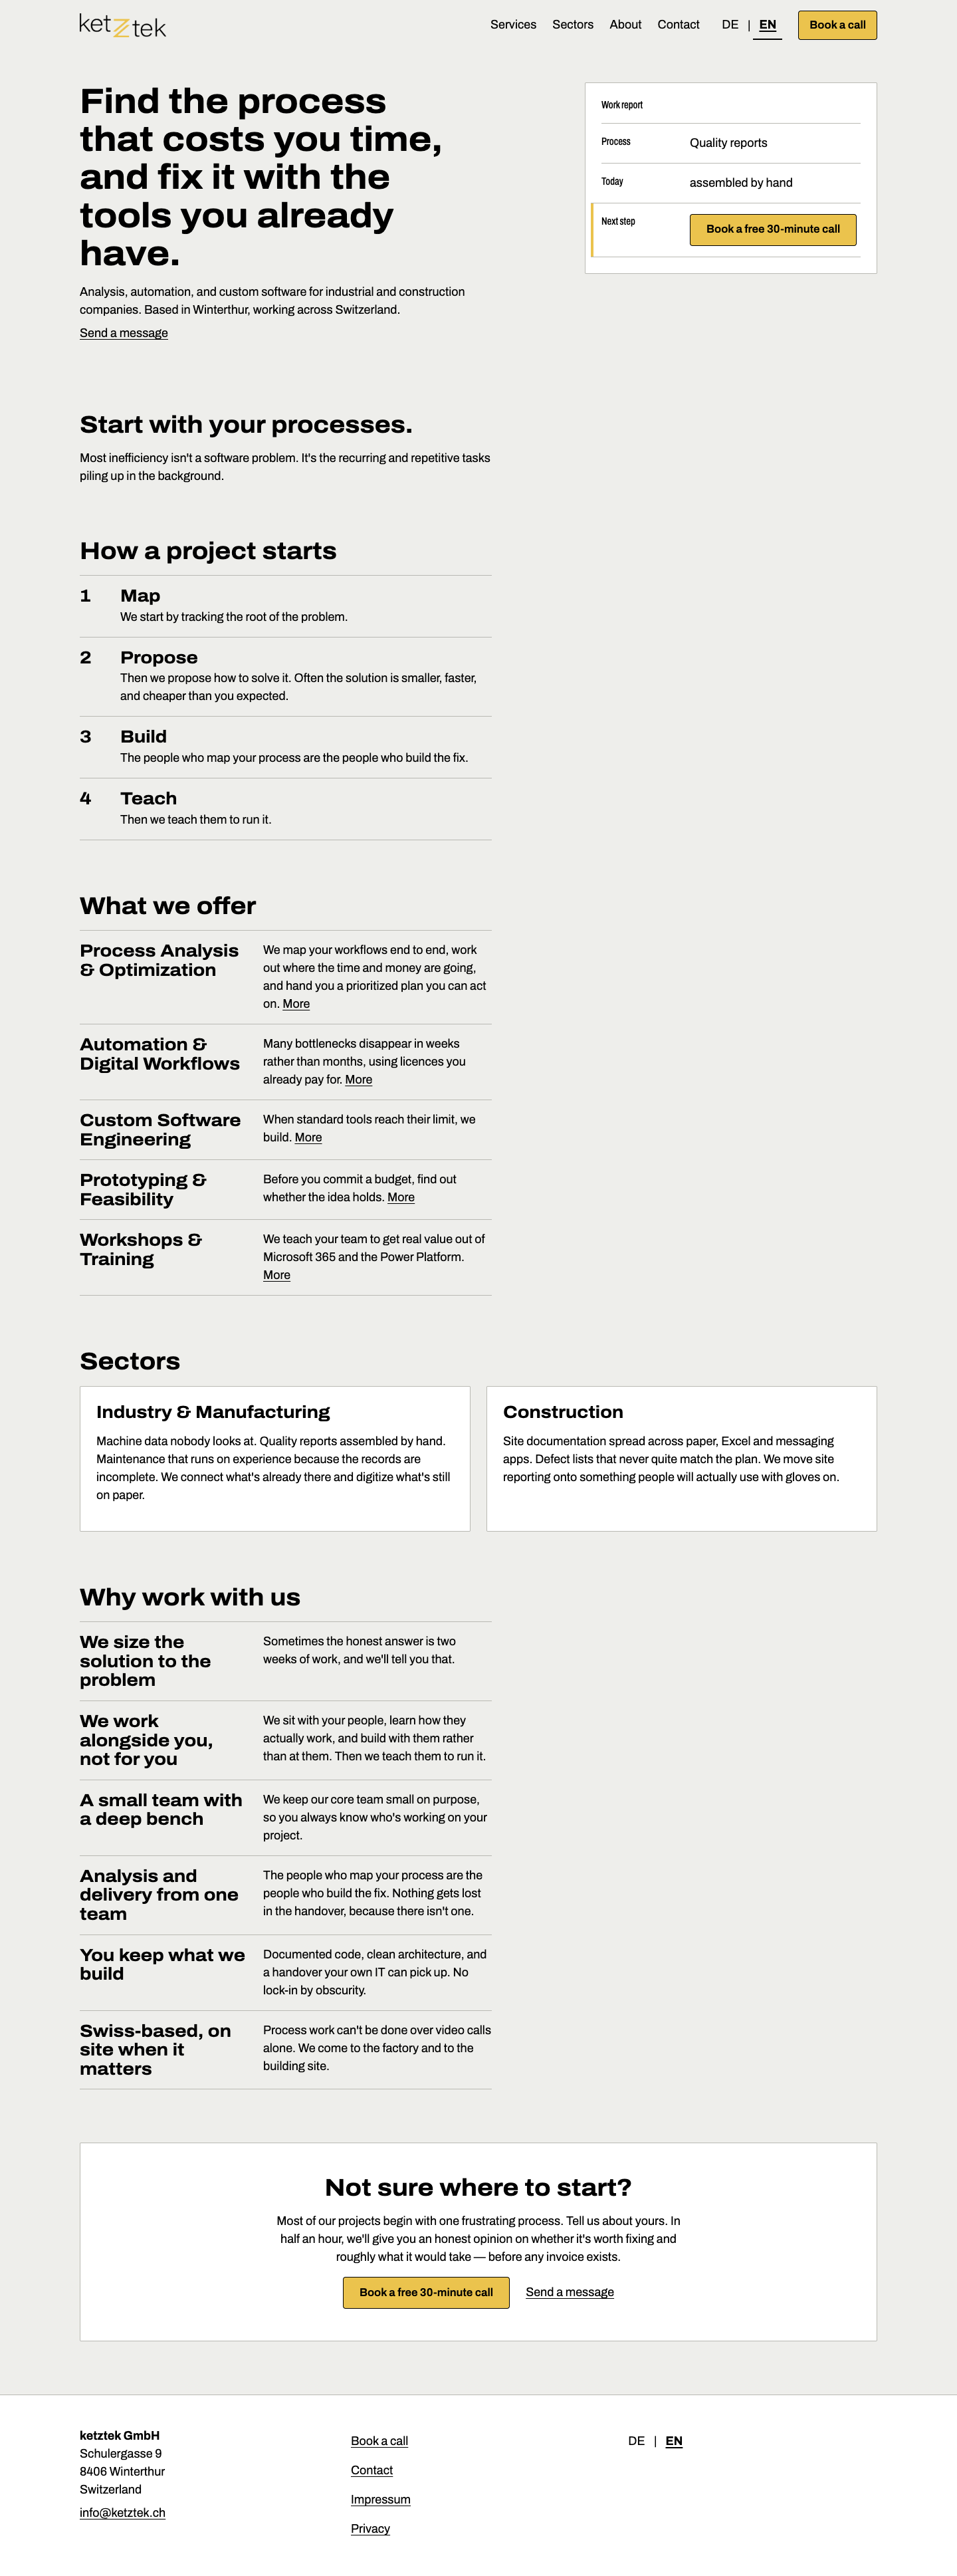 ketztek
Services Sectors About Contact DE | EN Book a call
Find the process
that costs you time,
and fix it with the
tools you already
have.
Analysis, automation, and custom software for industrial and construction
companies. Based in Winterthur, working across Switzerland.
Send a message
Work report
Process Quality reports
Today assembled by hand
Next step Book a free 30-minute call
Start with your processes.
Most inefficiency isn't a software problem. It's the recurring and repetitive tasks
piling up in the background.
How a project starts
1 Map
We start by tracking the root of the problem.
2 Propose
Then we propose how to solve it. Often the solution is smaller, faster,
and cheaper than you expected.
3 Build
The people who map your process are the people who build the fix.
4 Teach
Then we teach them to run it.
What we offer
Process Analysis
& Optimization
We map your workflows end to end, work
out where the time and money are going,
and hand you a prioritized plan you can act
on. More
Automation &
Digital Workflows
Many bottlenecks disappear in weeks
rather than months, using licences you
already pay for. More
Custom Software
Engineering
When standard tools reach their limit, we
build. More
Prototyping &
Feasibility
Before you commit a budget, find out
whether the idea holds. More
Workshops &
Training
We teach your team to get real value out of
Microsoft 365 and the Power Platform.
More
Sectors
Industry & Manufacturing
Machine data nobody looks at. Quality reports assembled by hand.
Maintenance that runs on experience because the records are
incomplete. We connect what's already there and digitize what's still
on paper.
Construction
Site documentation spread across paper, Excel and messaging
apps. Defect lists that never quite match the plan. We move site
reporting onto something people will actually use with gloves on.
Why work with us
We size the
solution to the
problem
Sometimes the honest answer is two
weeks of work, and we'll tell you that.
We work
alongside you,
not for you
We sit with your people, learn how they
actually work, and build with them rather
than at them. Then we teach them to run it.
A small team with
a deep bench
We keep our core team small on purpose,
so you always know who's working on your
project.
Analysis and
delivery from one
team
The people who map your process are the
people who build the fix. Nothing gets lost
in the handover, because there isn't one.
You keep what we
build
Documented code, clean architecture, and
a handover your own IT can pick up. No
lock-in by obscurity.
Swiss-based, on
site when it
matters
Process work can't be done over video calls
alone. We come to the factory and to the
building site.
Not sure where to start?
Most of our projects begin with one frustrating process. Tell us about yours. In
half an hour, we'll give you an honest opinion on whether it's worth fixing and
roughly what it would take — before any invoice exists.
Book a free 30-minute call Send a message
ketztek GmbH
Schulergasse 9
8406 Winterthur
Switzerland
info@ketztek.ch
Book a call
Contact
Impressum
Privacy
DE | EN